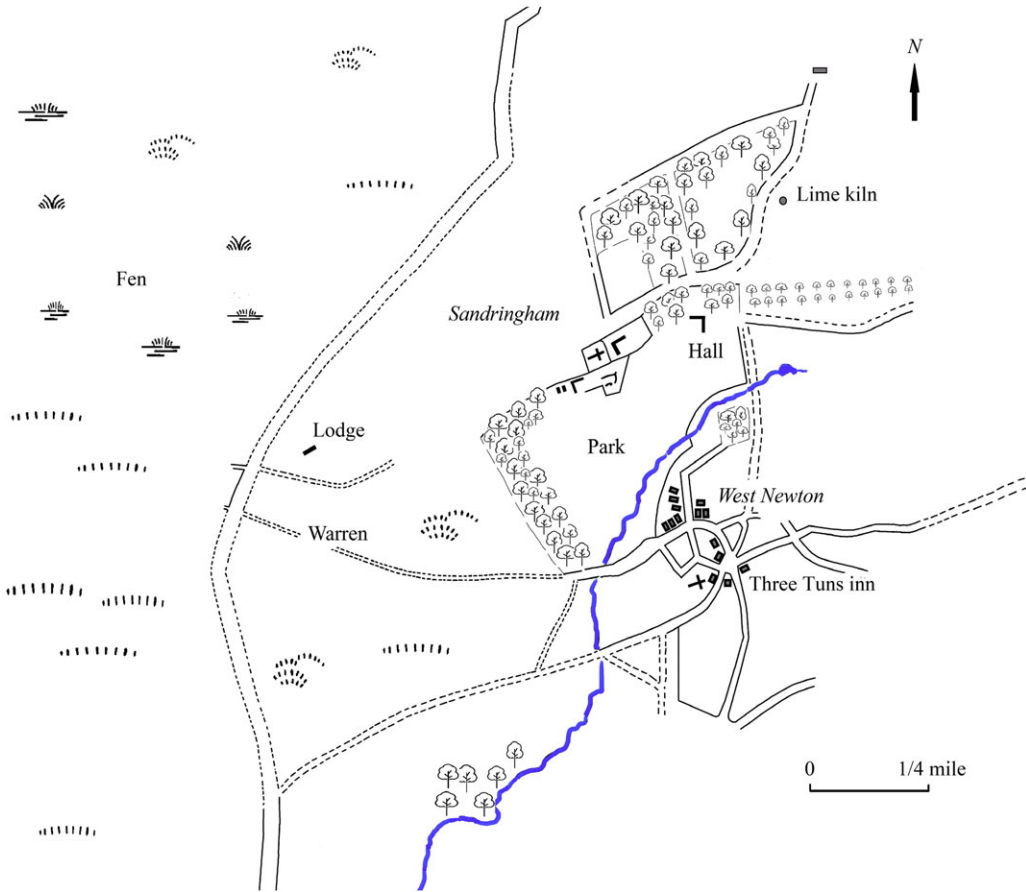 N
Lime kiln
Fen
Sandringham
Hall
Lodge
Park
West Newton
Warren
Three Tuns inn
0 1/4 mile